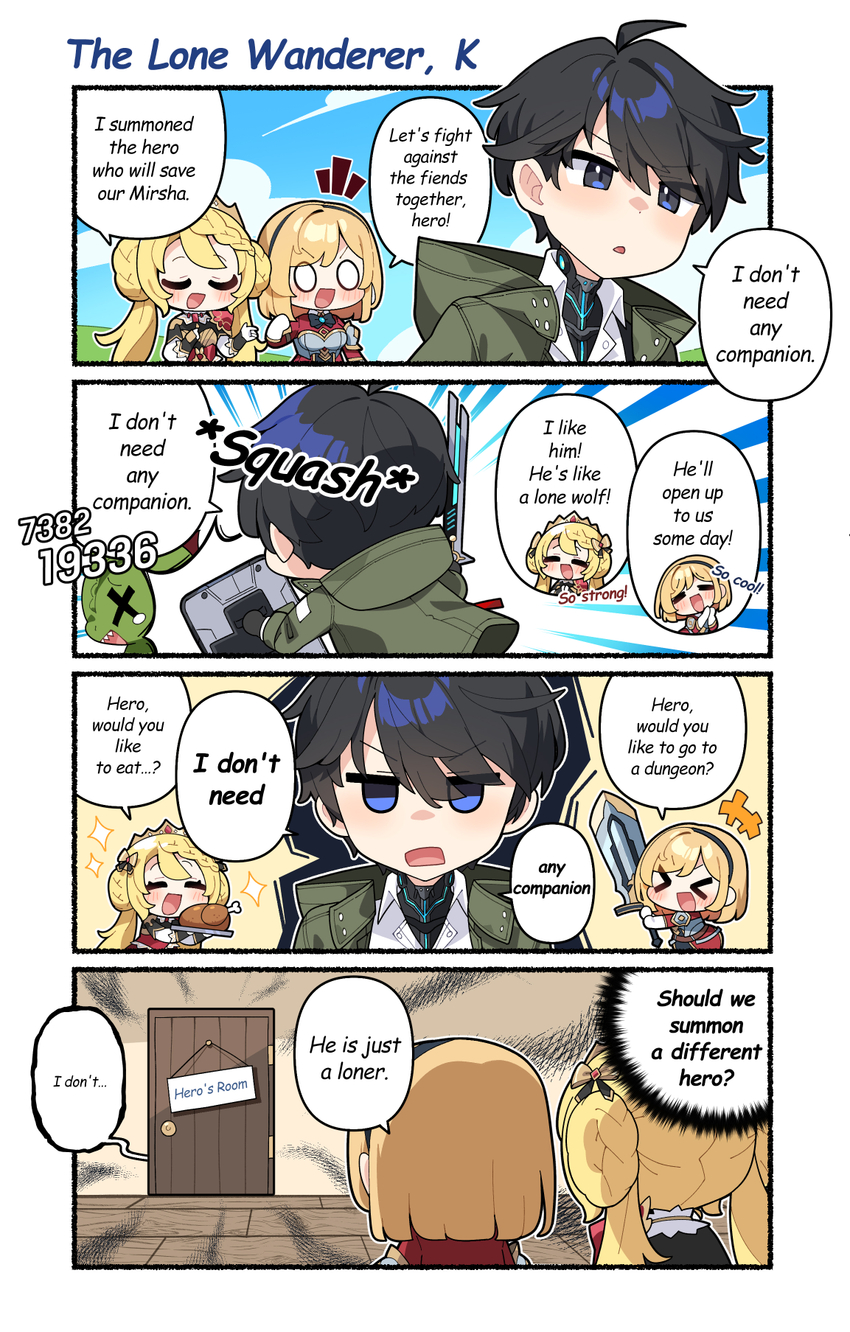 The Lone Wanderer, K
I summoned
the hero
who will save
our Mirsha.
Let's fight
against
the fiends
together,
hero!
I don't
need
any
companion.
I don't
need
any
companion.
*Squash*
7382
19336
I like
him!
He's like
a lone wolf!
So strong!
He'll
open up
to us
some day!
So cool!
Hero,
would you
like
to eat...?
I don't
need
any
companion
Hero,
would you
like to go to
a dungeon?
I don't...
Hero's Room
He is just
a loner.
Should we
summon
a different
hero?